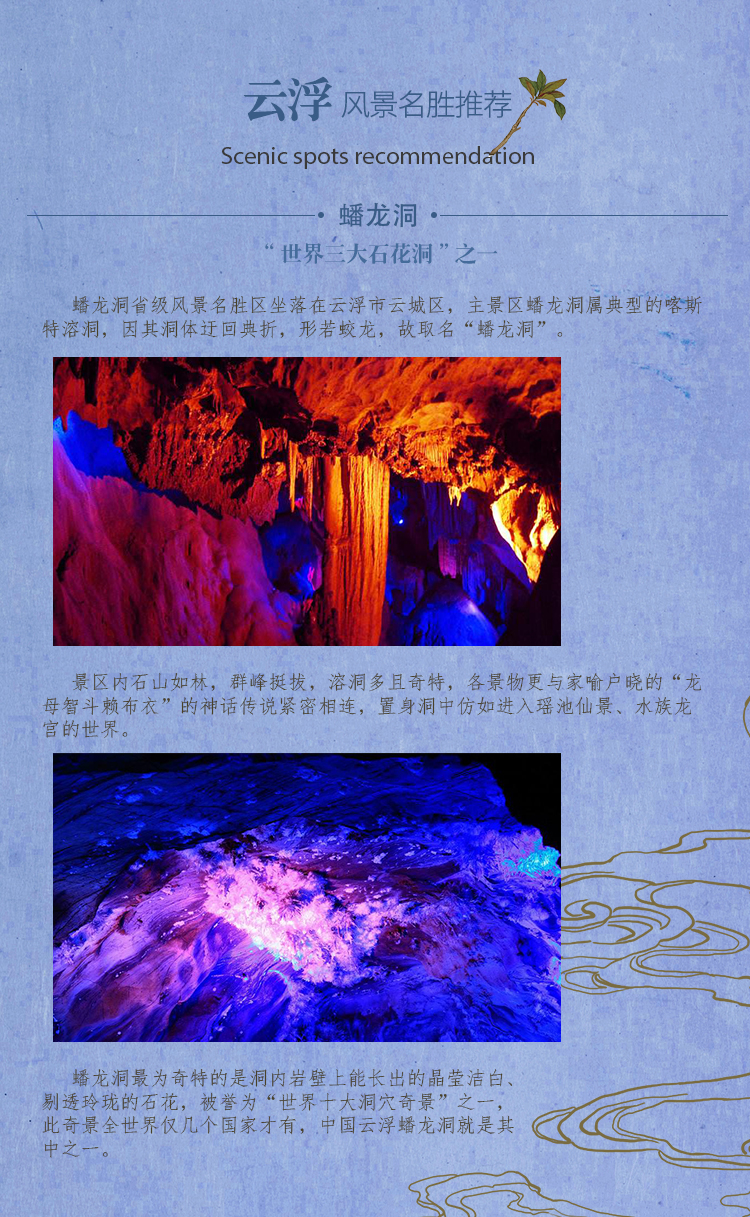 云浮 风景名胜推荐
Scenic spots recommendation
• 蟠龙洞 •
“世界三大石花洞”之一
蟠龙洞省级风景名胜区坐落在云浮市云城区，主景区蟠龙洞属典型的喀斯
特溶洞，因其洞体迂回典折，形若蛟龙，故取名“蟠龙洞”。
景区内石山如林，群峰挺拔，溶洞多且奇特，各景物更与家喻户晓的“龙
母智斗赖布衣”的神话传说紧密相连，置身洞中仿如进入瑶池仙景、水族龙
宫的世界。
蟠龙洞最为奇特的是洞内岩壁上能长出的晶莹洁白、
剔透玲珑的石花，被誉为“世界十大洞穴奇景”之一，
此奇景全世界仅几个国家才有，中国云浮蟠龙洞就是其
中之一。